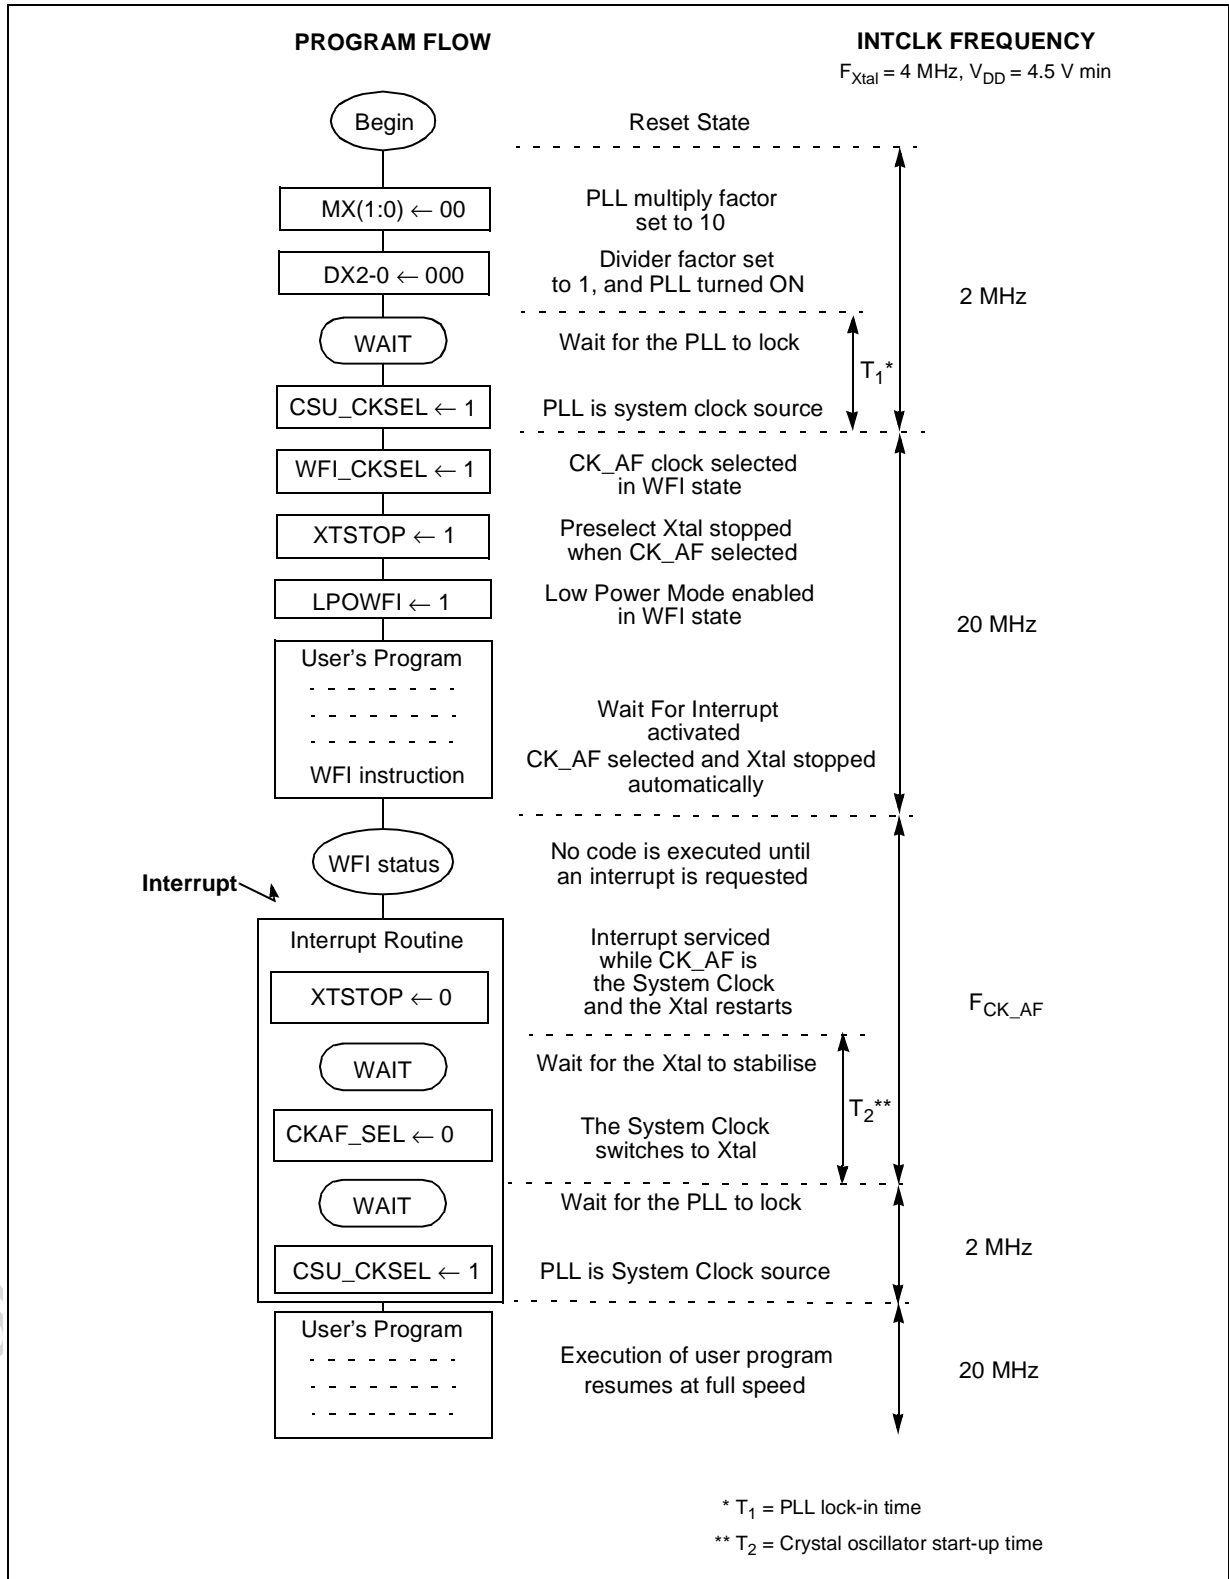 PROGRAM FLOW
INTCLK FREQUENCY
FXtal = 4 MHz, VDD = 4.5 V min
Begin
Reset State
MX(1:0) ← 00
PLL multiply factor
set to 10
DX2-0 ← 000
Divider factor set
to 1, and PLL turned ON
2 MHz
WAIT
Wait for the PLL to lock
T1*
CSU_CKSEL ← 1
PLL is system clock source
WFI_CKSEL ← 1
CK_AF clock selected
in WFI state
XTSTOP ← 1
Preselect Xtal stopped
when CK_AF selected
LPOWFI ← 1
Low Power Mode enabled
in WFI state
20 MHz
User's Program
Wait For Interrupt
activated
CK_AF selected and Xtal stopped
automatically
WFI instruction
WFI status
No code is executed until
an interrupt is requested
Interrupt
Interrupt Routine
Interrupt serviced
while CK_AF is
the System Clock
and the Xtal restarts
XTSTOP ← 0
FCK_AF
WAIT
Wait for the Xtal to stabilise
T2**
CKAF_SEL ← 0
The System Clock
switches to Xtal
WAIT
Wait for the PLL to lock
2 MHz
CSU_CKSEL ← 1
PLL is System Clock source
User's Program
Execution of user program
resumes at full speed
20 MHz
* T1 = PLL lock-in time
** T2 = Crystal oscillator start-up time